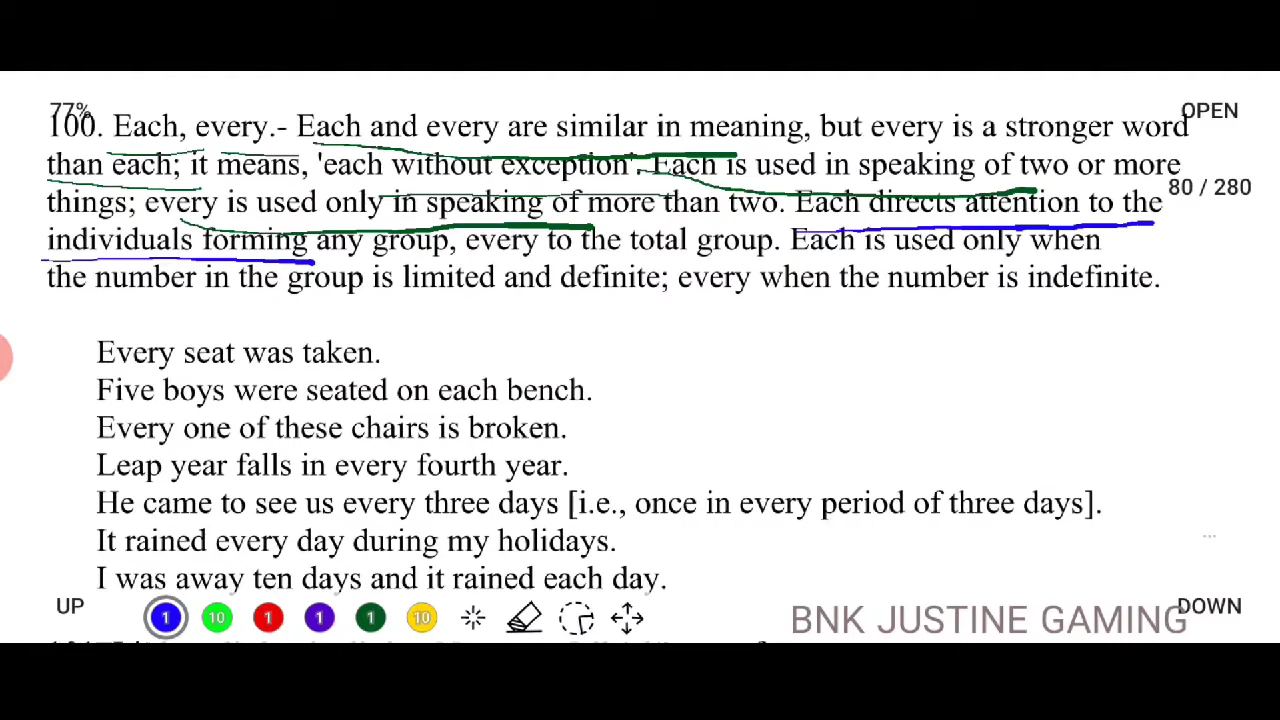 77%
OPEN
100. Each, every.- Each and every are similar in meaning, but every is a stronger word
than each; it means, 'each without exception'. Each is used in speaking of two or more
80 / 280
things; every is used only in speaking of more than two. Each directs attention to the
individuals forming any group, every to the total group. Each is used only when
the number in the group is limited and definite; every when the number is indefinite.
Every seat was taken.
Five boys were seated on each bench.
Every one of these chairs is broken.
Leap year falls in every fourth year.
He came to see us every three days [i.e., once in every period of three days].
It rained every day during my holidays.
...
I was away ten days and it rained each day.
UP
1
10
1
1
1
10
BNK JUSTINE GAMING
DOWN